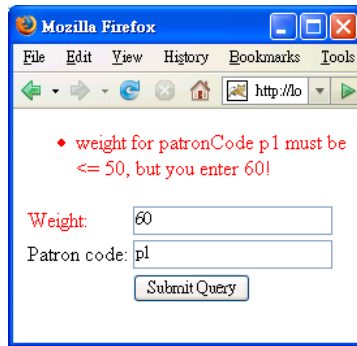 Mozilla Firefox
File Edit View History Bookmarks Tools
http://lo
weight for patronCode p1 must be
<= 50, but you enter 60!
Weight: 60
Patron code: p1
Submit Query